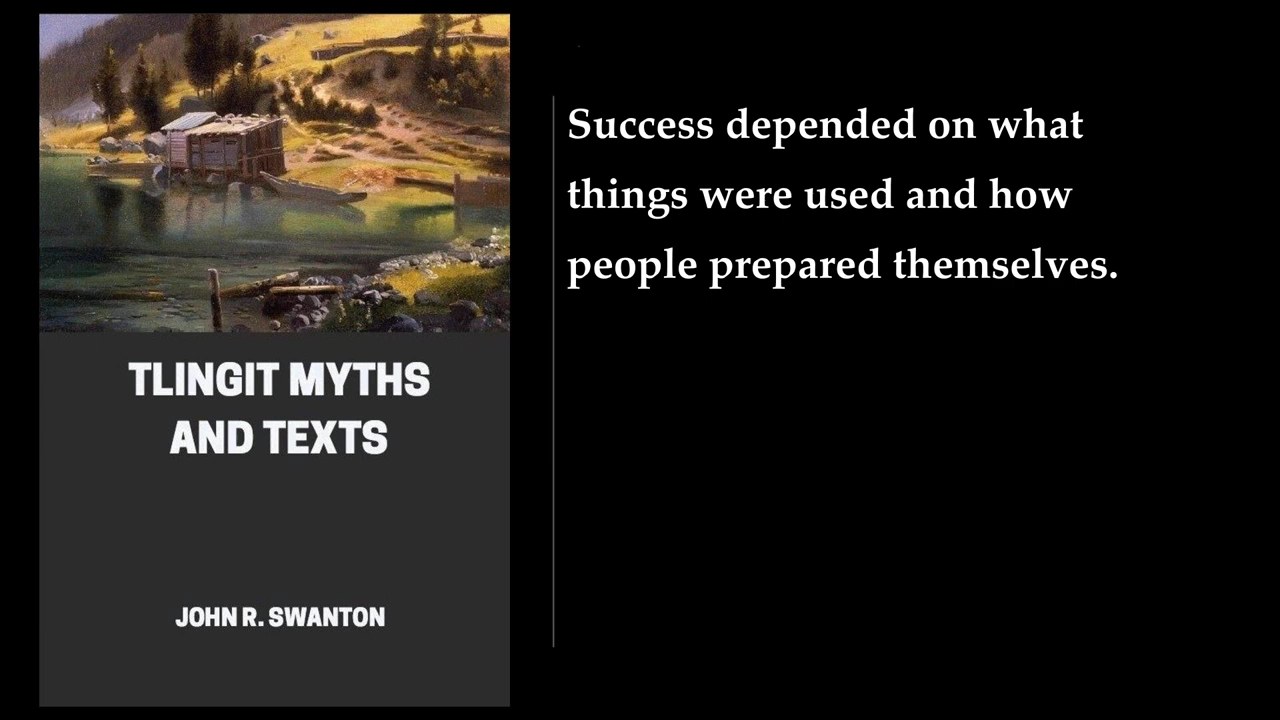 TLINGIT MYTHS
AND TEXTS
JOHN R. SWANTON
Success depended on what
things were used and how
people prepared themselves.